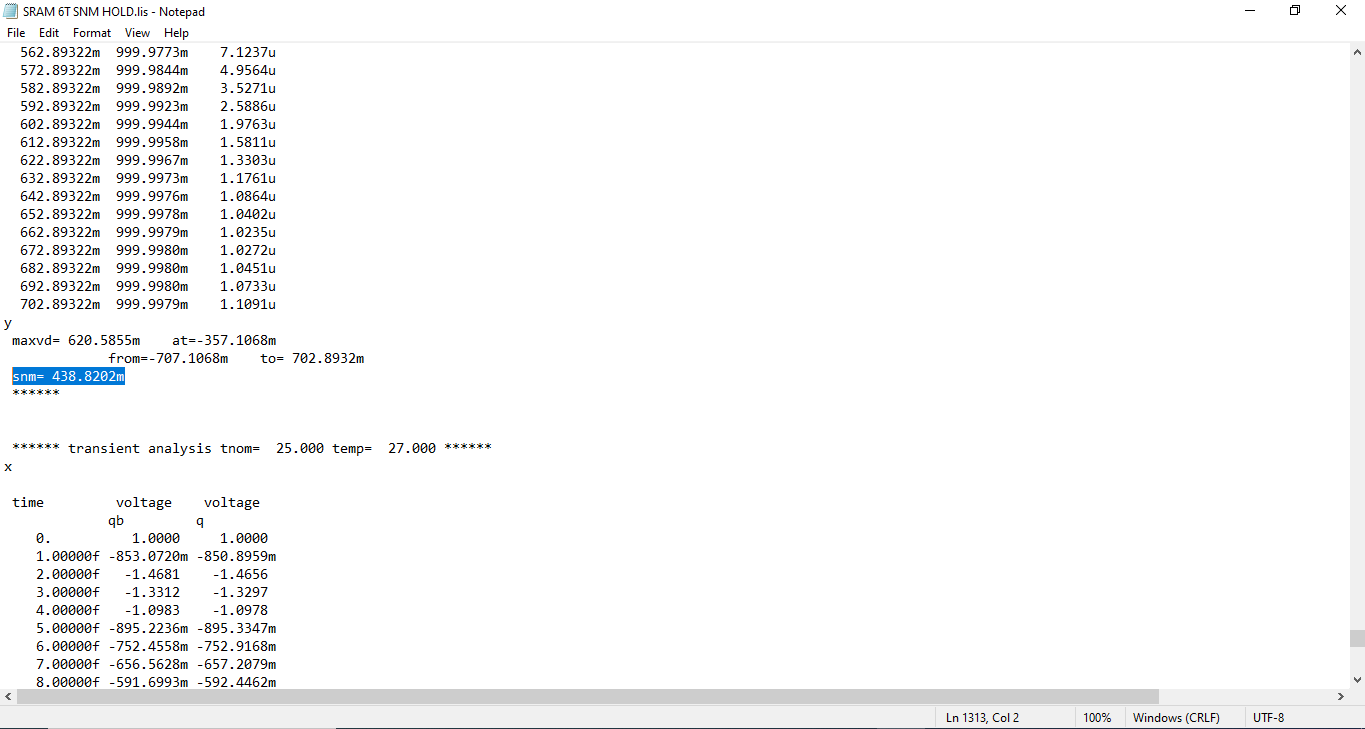 SRAM 6T SNM HOLD.lis - Notepad
File Edit Format View Help
562.89322m 999.9773m 7.1237u
572.89322m 999.9844m 4.9564u
582.89322m 999.9892m 3.5271u
592.89322m 999.9923m 2.5886u
602.89322m 999.9944m 1.9763u
612.89322m 999.9958m 1.5811u
622.89322m 999.9967m 1.3303u
632.89322m 999.9973m 1.1761u
642.89322m 999.9976m 1.0864u
652.89322m 999.9978m 1.0402u
662.89322m 999.9979m 1.0235u
672.89322m 999.9980m 1.0272u
682.89322m 999.9980m 1.0451u
692.89322m 999.9980m 1.0733u
702.89322m 999.9979m 1.1091u
y
maxvd= 620.5855m at=-357.1068m
from=-707.1068m to= 702.8932m
snm= 438.8202m
******
****** transient analysis tnom= 25.000 temp= 27.000 ******
x
time voltage voltage
qb q
0. 1.0000 1.0000
1.00000f -853.0720m -850.8959m
2.00000f -1.4681 -1.4656
3.00000f -1.3312 -1.3297
4.00000f -1.0983 -1.0978
5.00000f -895.2236m -895.3347m
6.00000f -752.4558m -752.9168m
7.00000f -656.5628m -657.2079m
8.00000f -591.6993m -592.4462m
Ln 1313, Col 2 100% Windows (CRLF) UTF-8